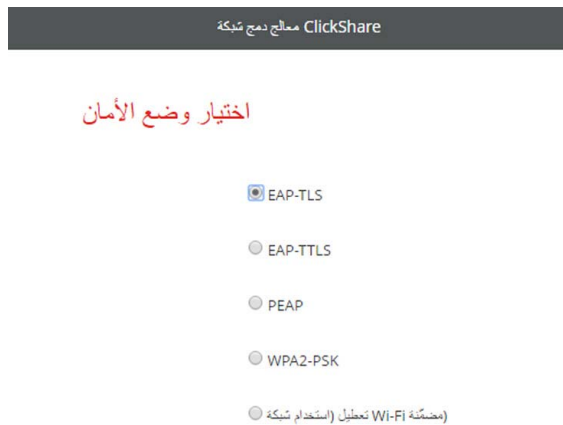 معالج دمج شبكة ClickShare
اختيار وضع الأمان
EAP-TLS
EAP-TTLS
PEAP
WPA2-PSK
تعطيل (استخدام شبكة Wi-Fi مضمّنة)